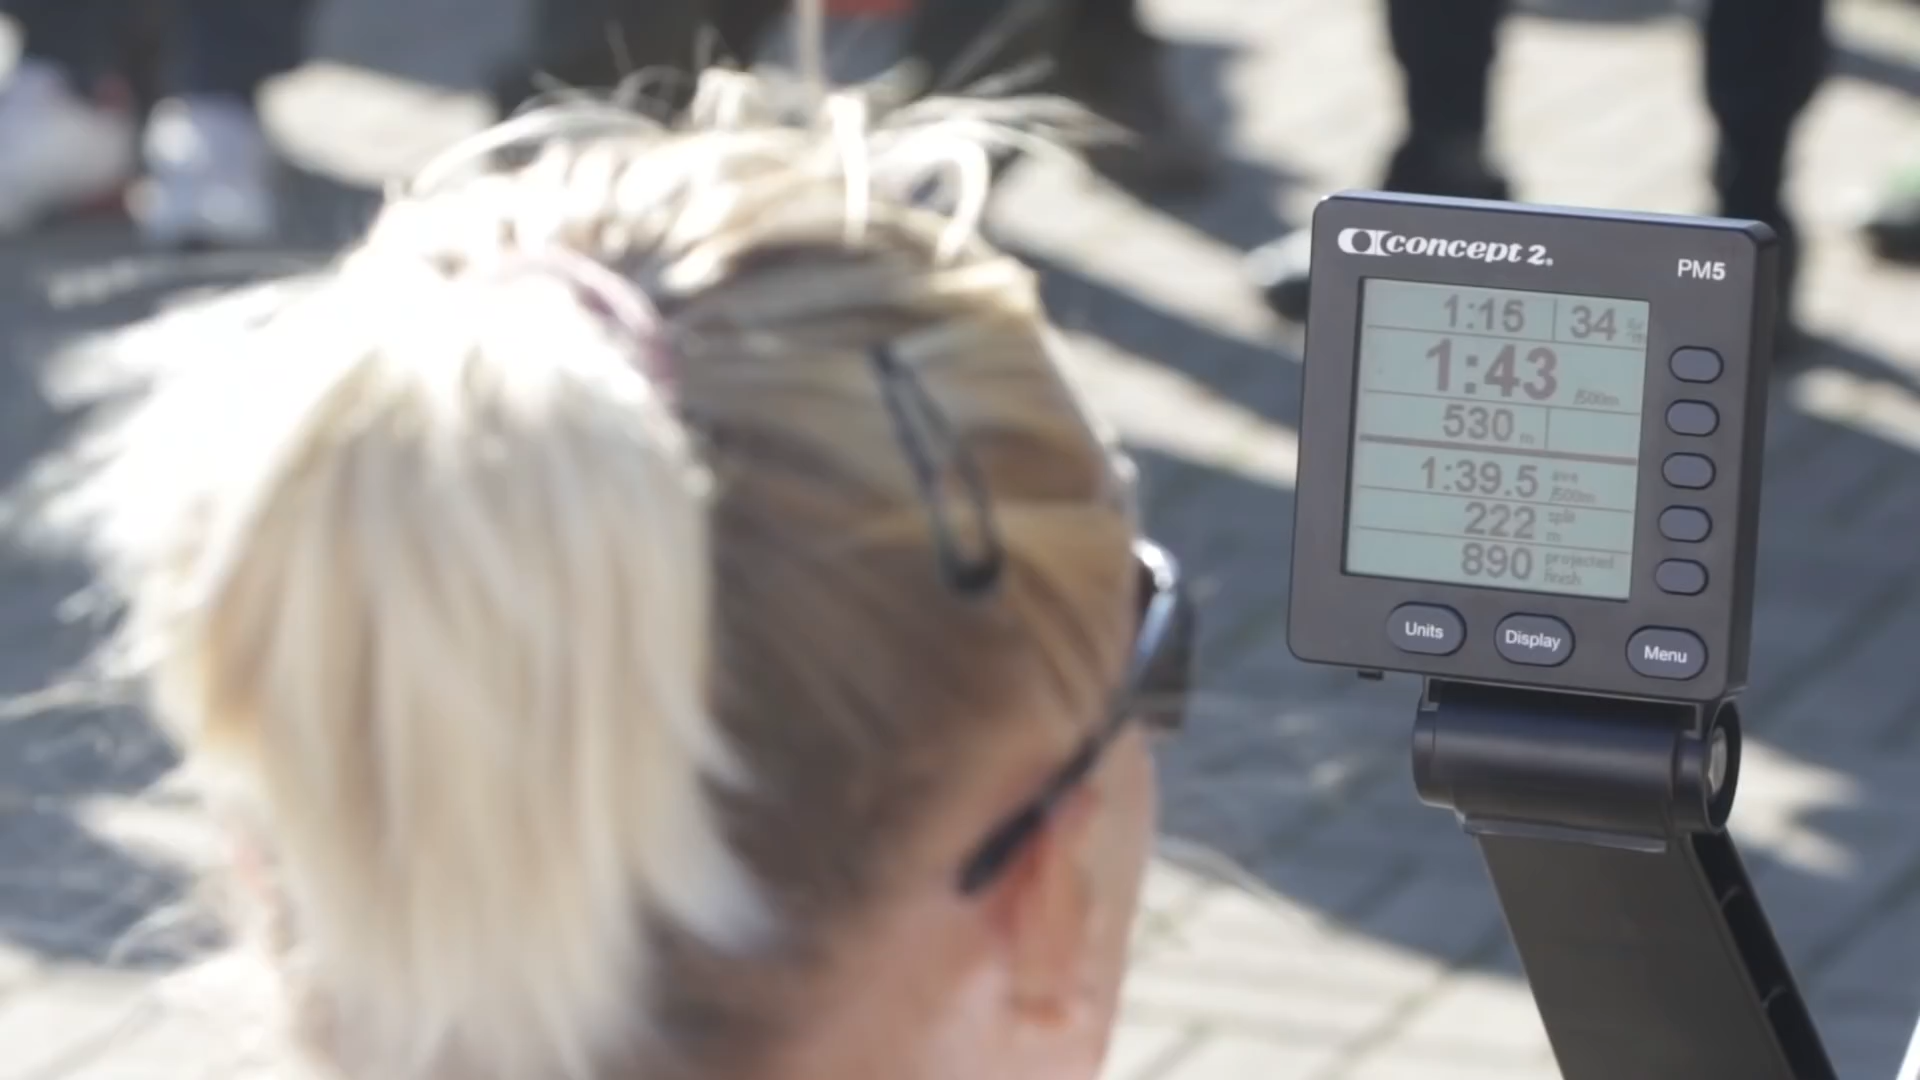 concept 2.
PM5
1:15 34
1:43 /500m
530 m
1:39.5 ave /500m
222 split m
890 projected finish
Units Display Menu